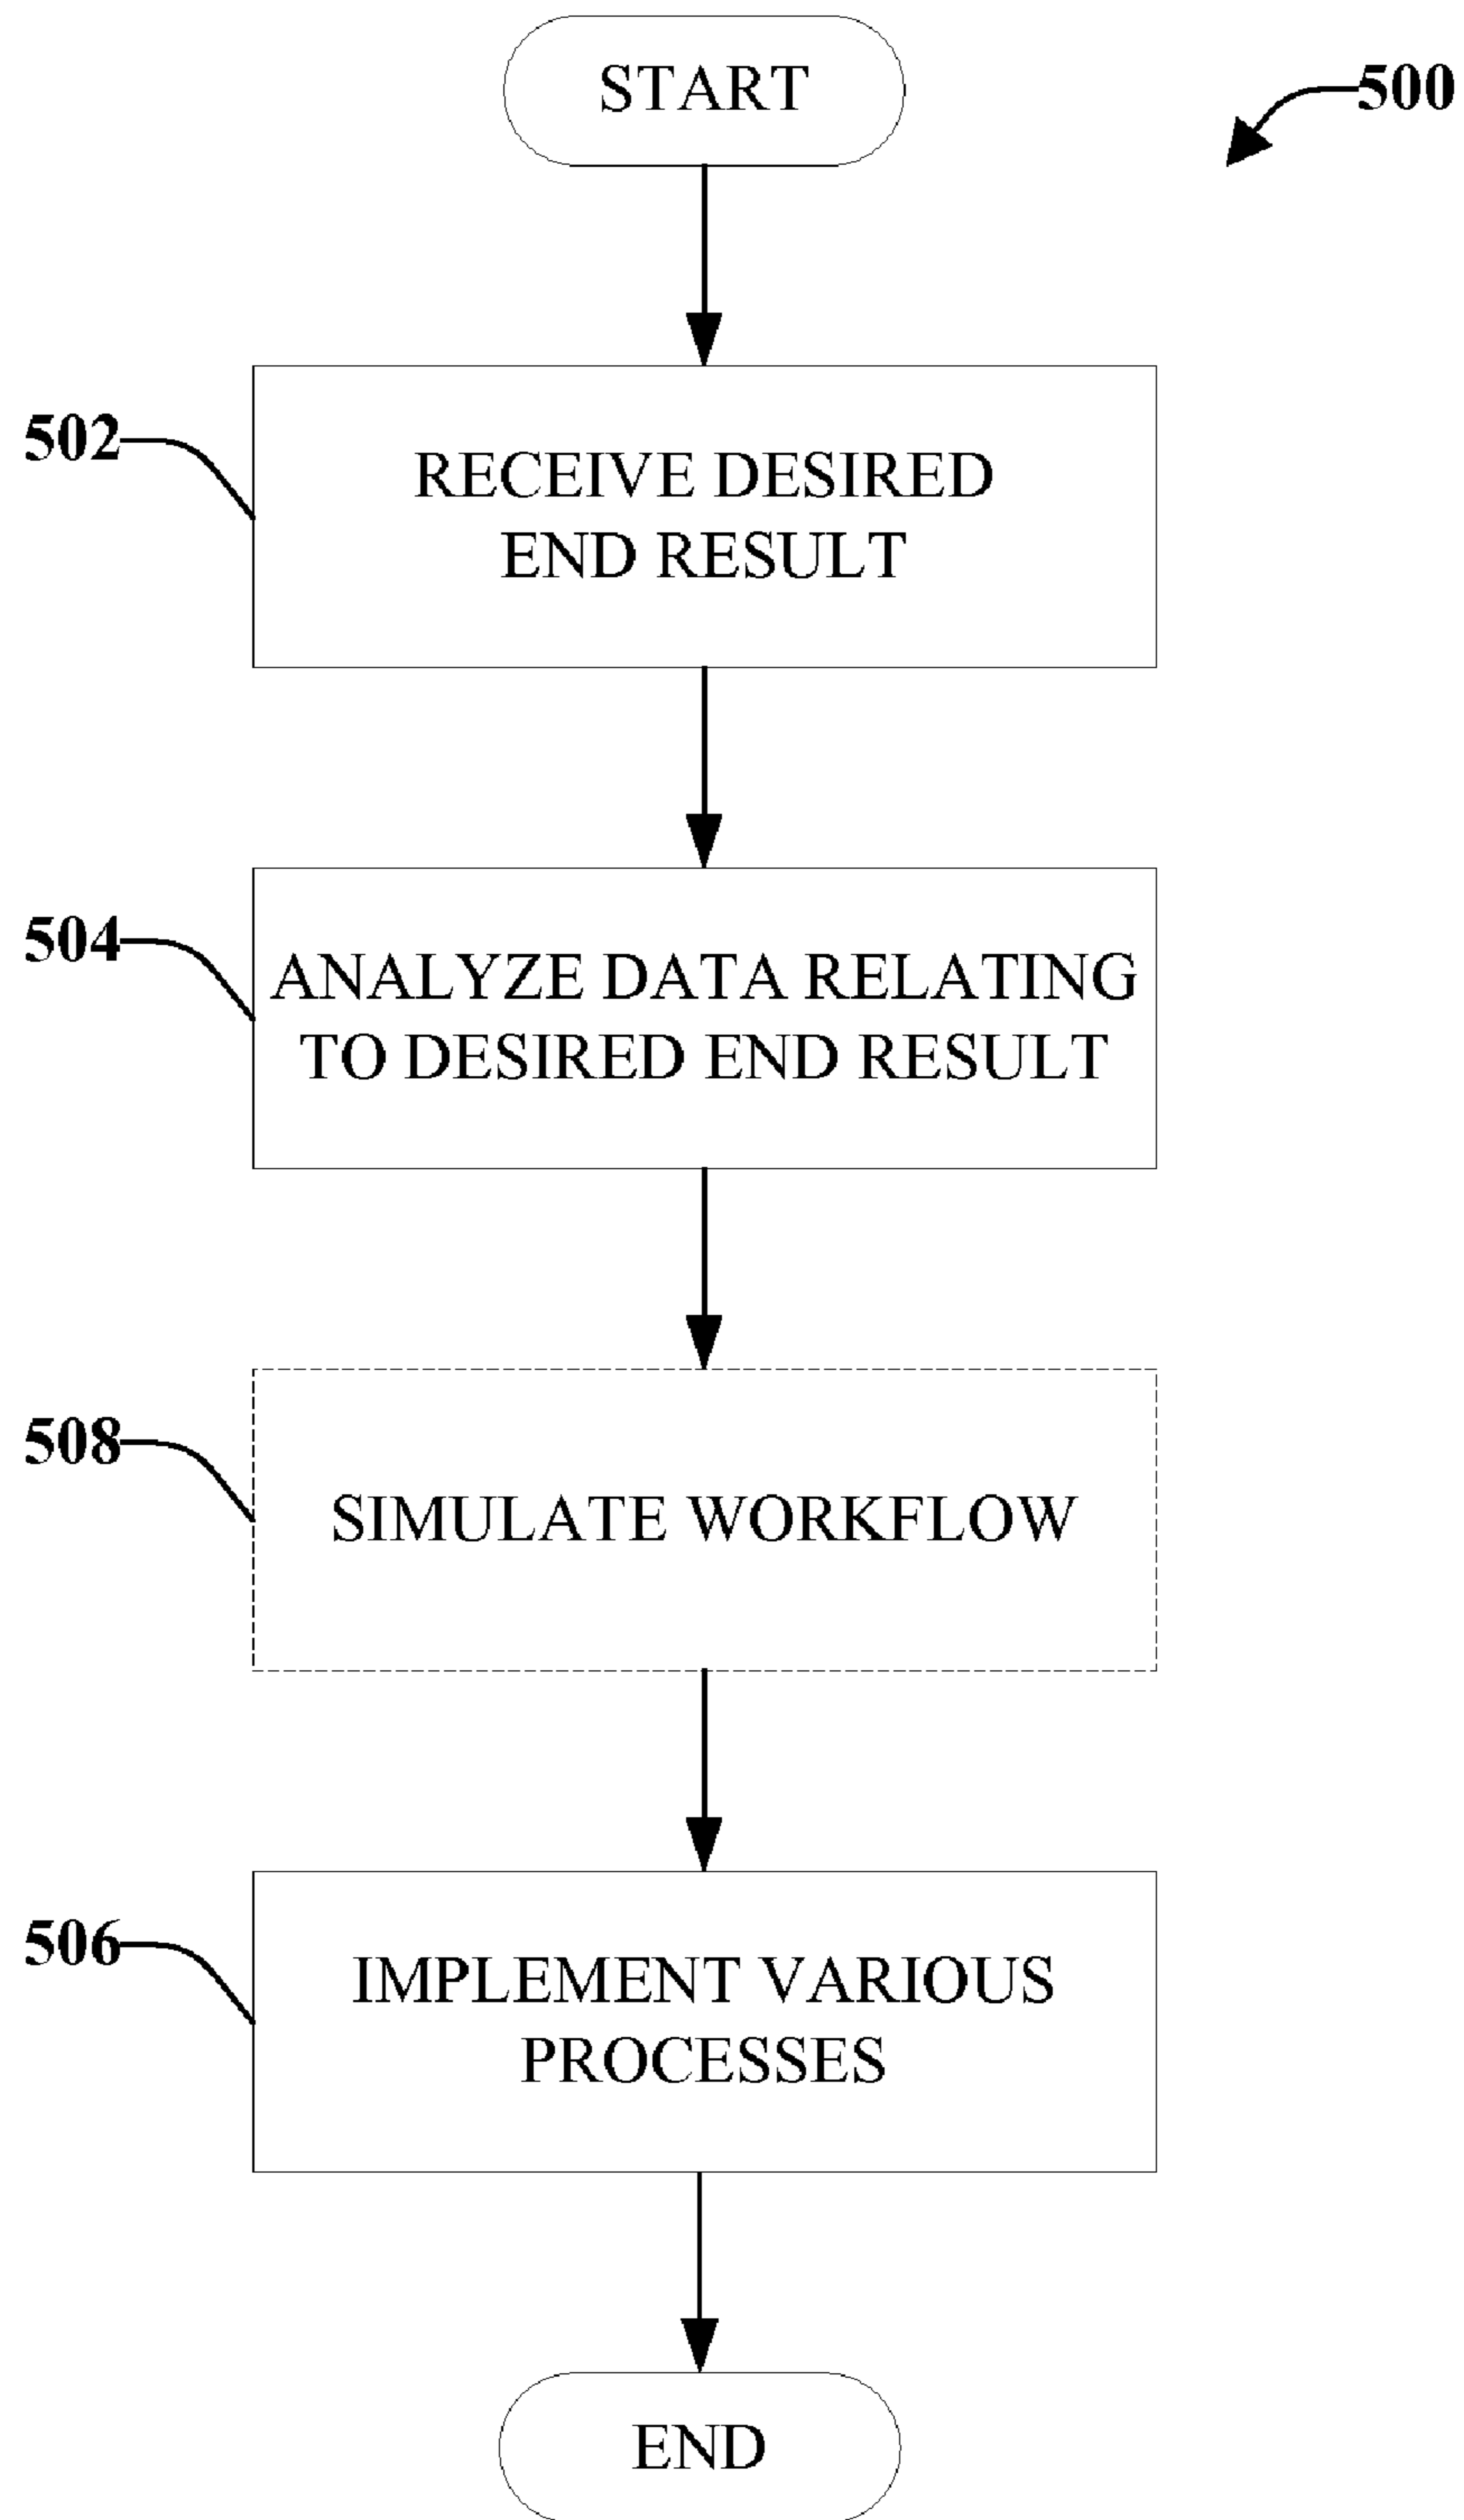 START
500
502
RECEIVE DESIRED
END RESULT
504
ANALYZE DATA RELATING
TO DESIRED END RESULT
508
SIMULATE WORKFLOW
506
IMPLEMENT VARIOUS
PROCESSES
END